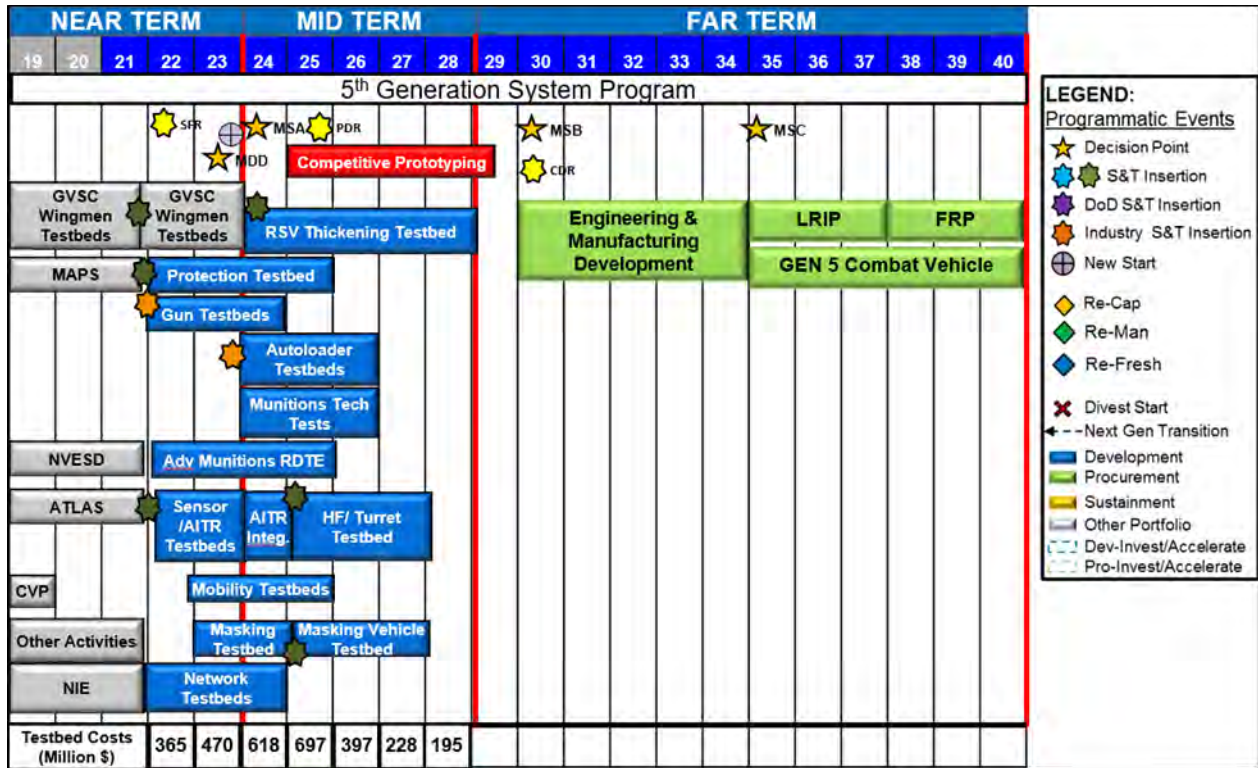 NEAR TERM MID TERM FAR TERM
19 20 21 22 23 24 25 26 27 28 29 30 31 32 33 34 35 36 37 38 39 40
5th Generation System Program
SFR
MSA
PDR
MSB
MSC
MDD
Competitive Prototyping
CDR
GVSC
Wingmen
Testbeds
GVSC
Wingmen
Testbeds
RSV Thickening Testbed
Engineering &
Manufacturing
Development
LRIP
FRP
GEN 5 Combat Vehicle
MAPS
Protection Testbed
Gun Testbeds
Autoloader
Testbeds
Munitions Tech
Tests
NVESD
Adv Munitions RDTE
ATLAS
Sensor
/AITR
Testbeds
AITR
Integ.
HF/ Turret
Testbed
CVP
Mobility Testbeds
Other Activities
Masking
Testbed
Masking Vehicle
Testbed
NIE
Network
Testbeds
Testbed Costs
(Million $)
365 470 618 697 397 228 195
LEGEND:
Programmatic Events
Decision Point
S&T Insertion
DoD S&T Insertion
Industry S&T Insertion
New Start
Re-Cap
Re-Man
Re-Fresh
Divest Start
Next Gen Transition
Development
Procurement
Sustainment
Other Portfolio
Dev-Invest/Accelerate
Pro-Invest/Accelerate